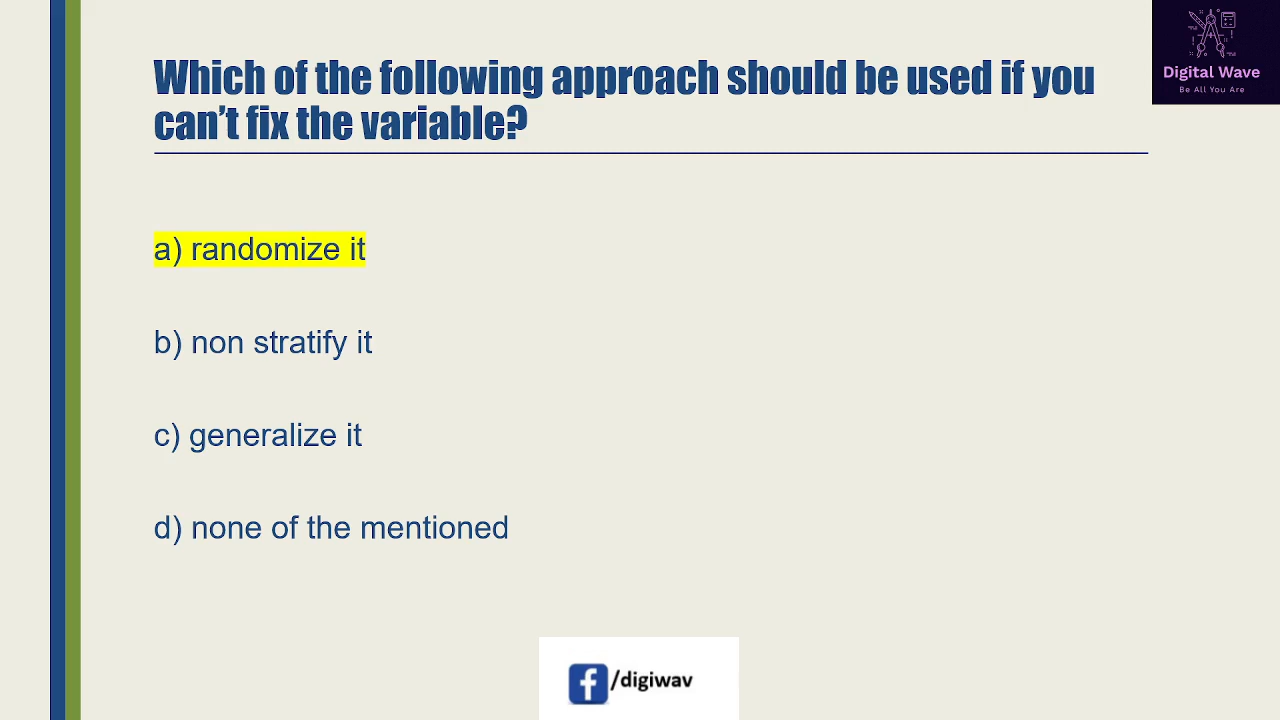 Digital Wave
Be All You Are
Which of the following approach should be used if you
can’t fix the variable?
a) randomize it
b) non stratify it
c) generalize it
d) none of the mentioned
f/digiwav